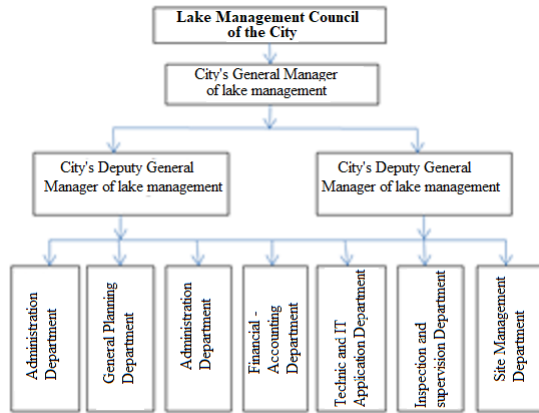 Lake Management Council
of the City
City's General Manager
of lake management
City's Deputy General
Manager of lake management
City's Deputy General
Manager of lake management
Administration
Department
General Planning
Department
Administration
Department
Financial -
Accounting
Department
Technic and IT
Application Department
Inspection and
supervision Department
Site Management
Department